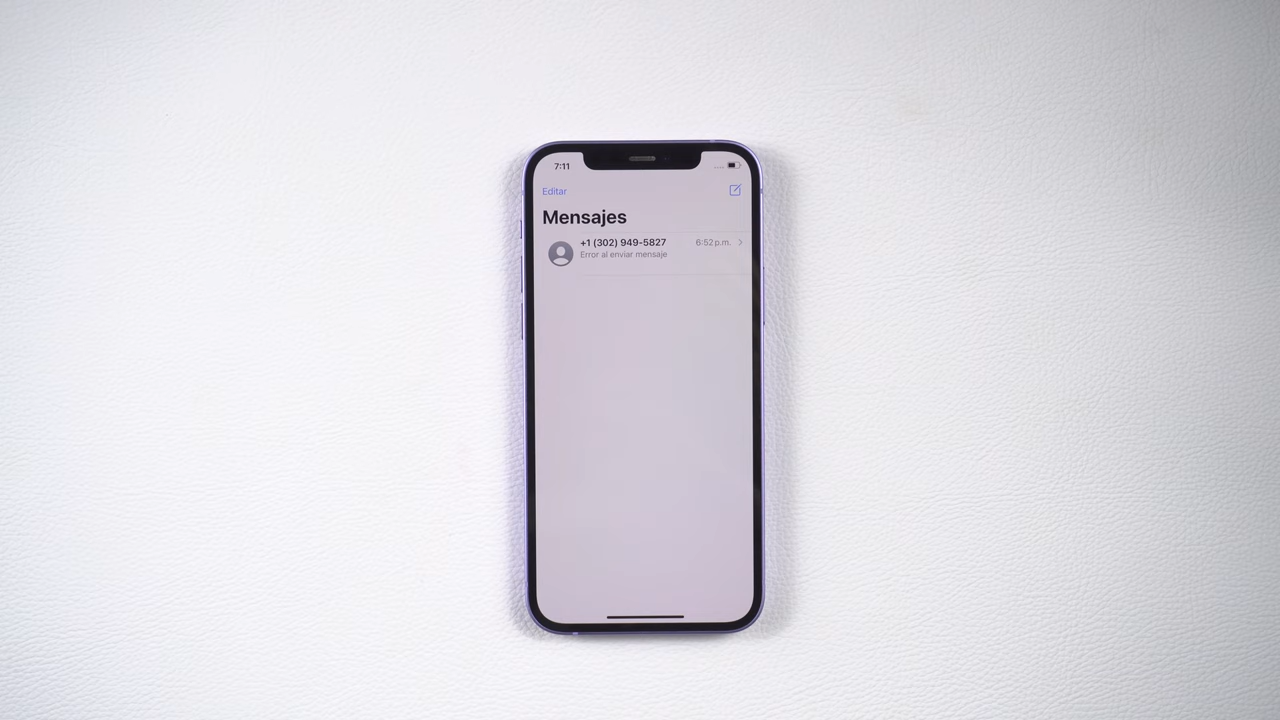 7:11
Editar
Mensajes
+1 (302) 949-5827 6:52 p.m.
Error al enviar mensaje